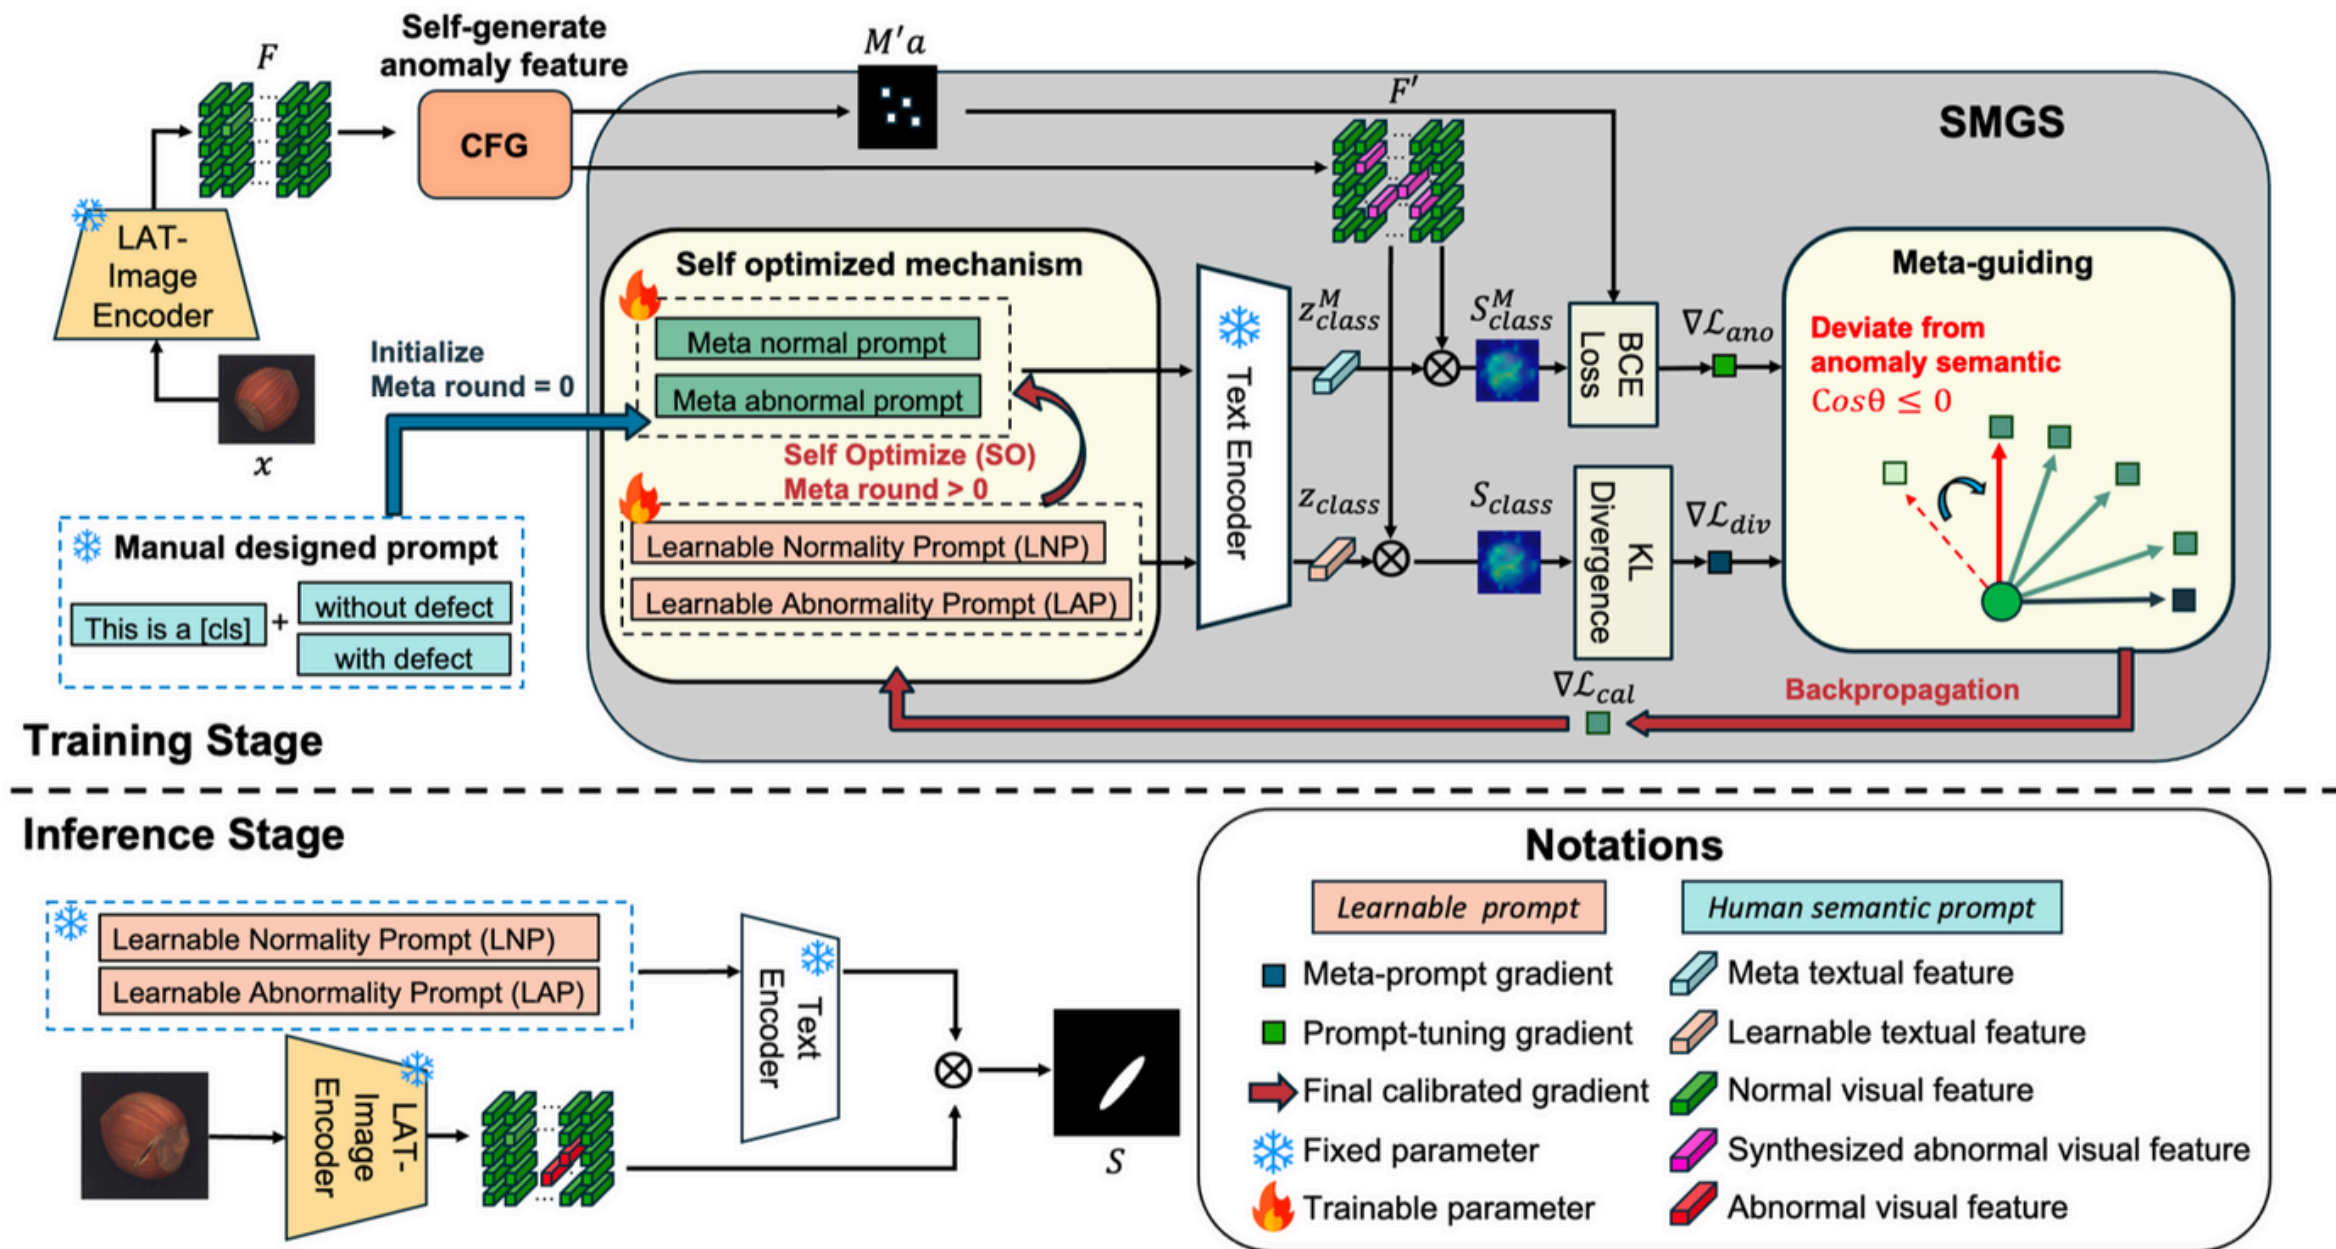 Self-generate
anomaly feature
F
CFG
M'a
F'
SMGS
LAT-
Image
Encoder
x
Initialize
Meta round = 0
Manual designed prompt
This is a [cls]
+
without defect
with defect
Self optimized mechanism
Meta normal prompt
Meta abnormal prompt
Self Optimize (SO)
Meta round > 0
Learnable Normality Prompt (LNP)
Learnable Abnormality Prompt (LAP)
Text Encoder
z^M_class
S^M_class
BCE
Loss
∇ℒ_ano
z_class
S_class
KL
Divergence
∇ℒ_div
Meta-guiding
Deviate from
anomaly semantic
Cosθ ≤ 0
∇ℒ_cal
Backpropagation
Training Stage
Inference Stage
Learnable Normality Prompt (LNP)
Learnable Abnormality Prompt (LAP)
Text
Encoder
LAT-
Image
Encoder
S
Notations
Learnable prompt
Human semantic prompt
Meta-prompt gradient
Meta textual feature
Prompt-tuning gradient
Learnable textual feature
Final calibrated gradient
Normal visual feature
Fixed parameter
Synthesized abnormal visual feature
Trainable parameter
Abnormal visual feature